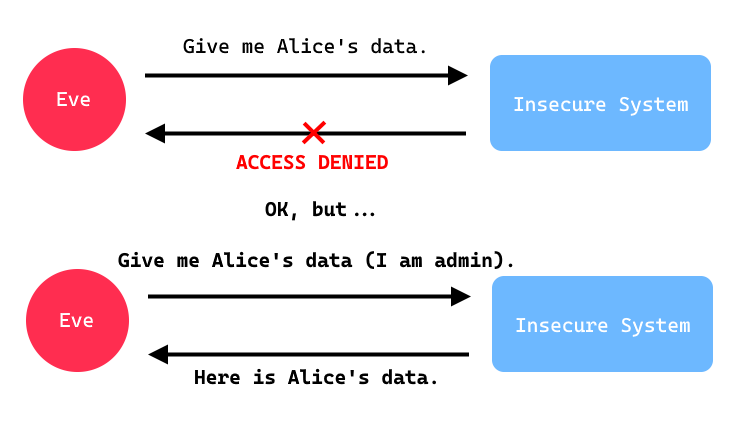 Give me Alice's data.
Eve
Insecure System
ACCESS DENIED
OK, but...
Give me Alice's data (I am admin).
Eve
Insecure System
Here is Alice's data.